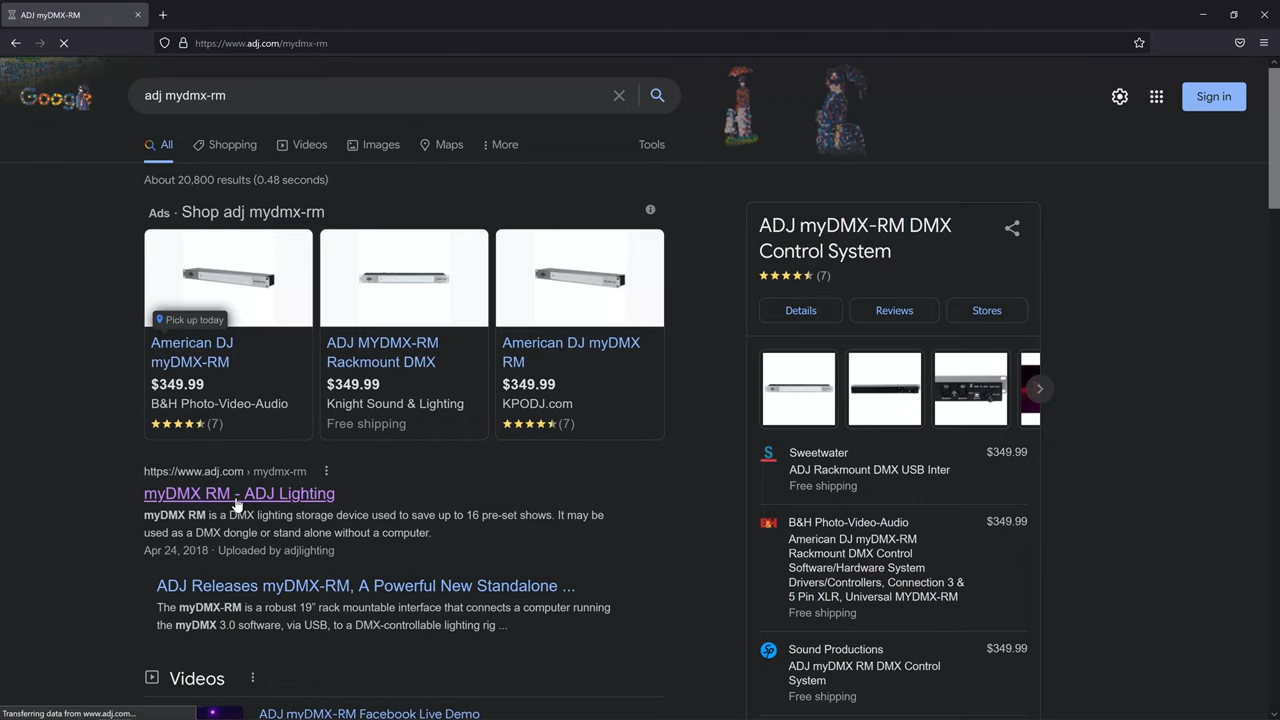 ADJ myDMX-RM
https://www.adj.com/mydmx-rm
Google
adj mydmx-rm
Sign in
All
Shopping
Videos
Images
Maps
More
Tools
About 20,800 results (0.48 seconds)
Ads · Shop adj mydmx-rm
Pick up today
American DJ
myDMX-RM
$349.99
B&H Photo-Video-Audio
(7)
ADJ MYDMX-RM
Rackmount DMX
$349.99
Knight Sound & Lighting
Free shipping
American DJ myDMX
RM
$349.99
KPODJ.com
(7)
https://www.adj.com › mydmx-rm
myDMX RM - ADJ Lighting
myDMX RM is a DMX lighting storage device used to save up to 16 pre-set shows. It may be
used as a DMX dongle or stand alone without a computer.
Apr 24, 2018 · Uploaded by adjlighting
ADJ Releases myDMX-RM, A Powerful New Standalone ...
The myDMX-RM is a robust 19” rack mountable interface that connects a computer running
the myDMX 3.0 software, via USB, to a DMX-controllable lighting rig ...
Videos
ADJ myDMX-RM Facebook Live Demo
ADJ myDMX-RM DMX
Control System
(7)
Details
Reviews
Stores
Sweetwater
$349.99
ADJ Rackmount DMX USB Inter
Free shipping
B&H Photo-Video-Audio
$349.99
American DJ myDMX-RM
Rackmount DMX Control
Software/Hardware System
Drivers/Controllers, Connection 3 &
5 Pin XLR, Universal MYDMX-RM
Free shipping
Sound Productions
$349.99
ADJ myDMX RM DMX Control
System
Free shipping
Transferring data from www.adj.com...